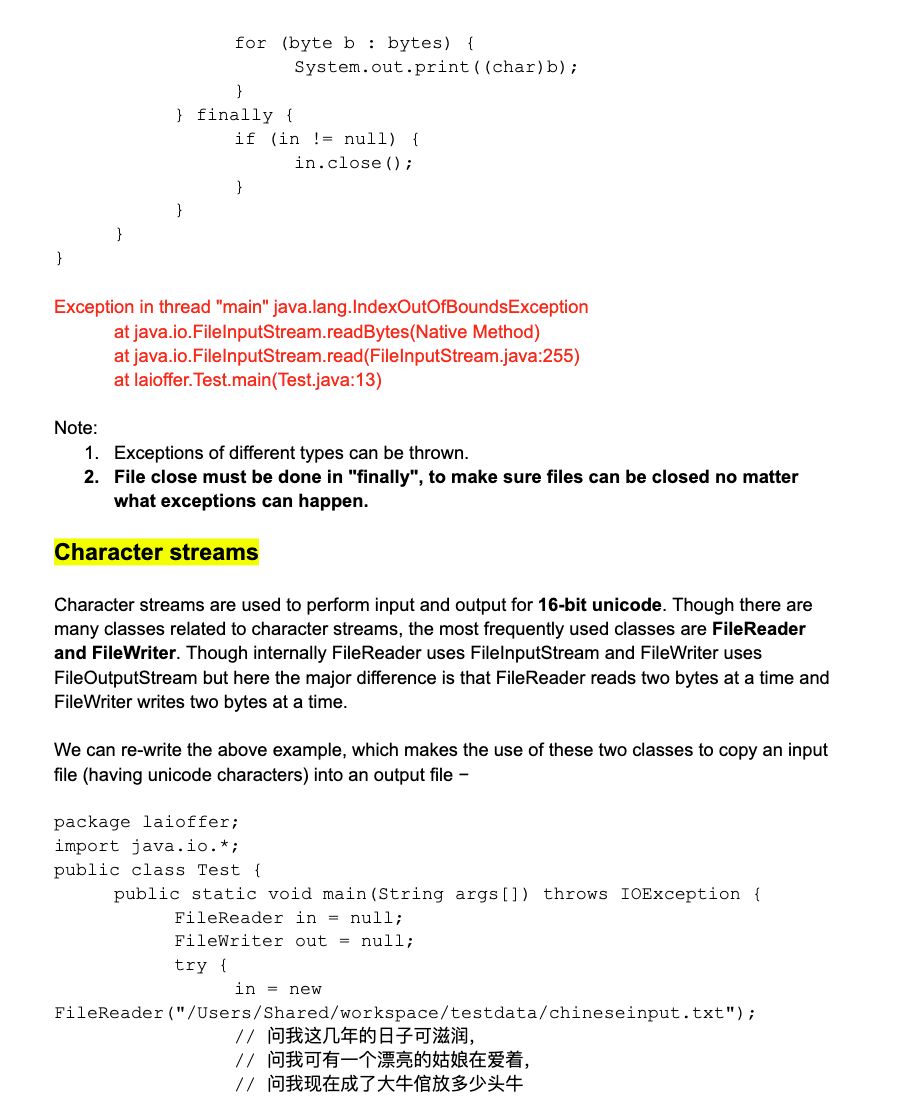 for (byte b : bytes) {
System.out.print((char)b);
}
} finally {
if (in != null) {
in.close();
}
}
}
}
Exception in thread "main" java.lang.IndexOutOfBoundsException
at java.io.FileInputStream.readBytes(Native Method)
at java.io.FileInputStream.read(FileInputStream.java:255)
at laioffer.Test.main(Test.java:13)
Note:
1. Exceptions of different types can be thrown.
2. File close must be done in "finally", to make sure files can be closed no matter
what exceptions can happen.
Character streams
Character streams are used to perform input and output for 16-bit unicode. Though there are
many classes related to character streams, the most frequently used classes are FileReader
and FileWriter. Though internally FileReader uses FileInputStream and FileWriter uses
FileOutputStream but here the major difference is that FileReader reads two bytes at a time and
FileWriter writes two bytes at a time.
We can re-write the above example, which makes the use of these two classes to copy an input
file (having unicode characters) into an output file −
package laioffer;
import java.io.*;
public class Test {
public static void main(String args[]) throws IOException {
FileReader in = null;
FileWriter out = null;
try {
in = new
FileReader("/Users/Shared/workspace/testdata/chineseinput.txt");
// 问我这几年的日子可滋润,
// 问我可有一个漂亮的姑娘在爱着,
// 问我现在成了大牛倌放多少头牛